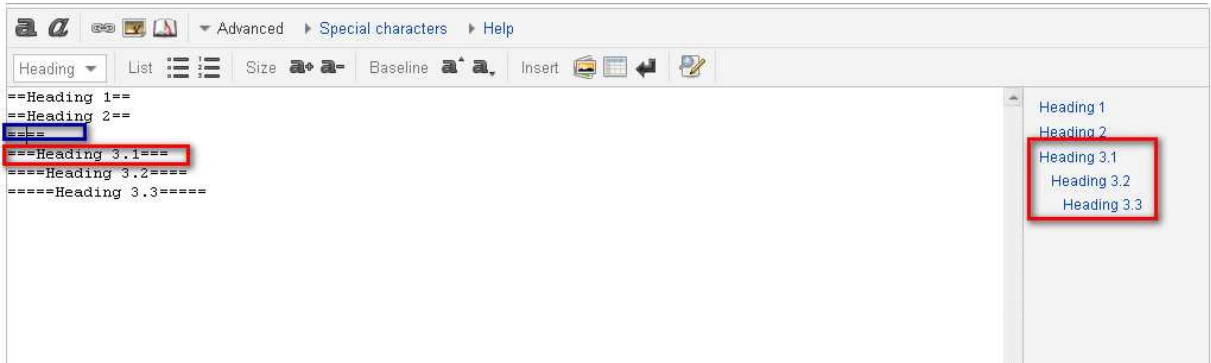 Advanced Special characters Help
Heading List Size a+ a- Baseline a^ a Insert
==Heading 1==
==Heading 2==
====
===Heading 3.1===
====Heading 3.2====
=====Heading 3.3=====
Heading 1
Heading 2
Heading 3.1
Heading 3.2
Heading 3.3